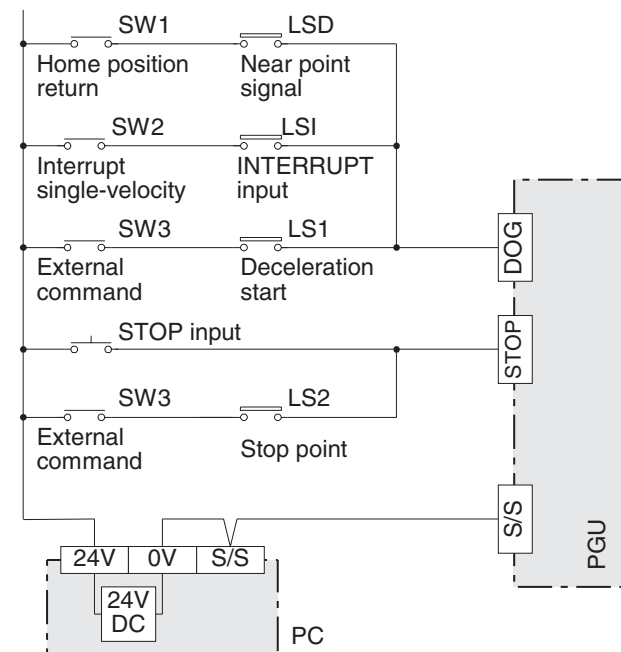 SW1
LSD
Home position
return
Near point
signal
SW2
LSI
Interrupt
single-velocity
INTERRUPT
input
SW3
LS1
External
command
Deceleration
start
DOG
STOP input
STOP
SW3
LS2
External
command
Stop point
S/S
PGU
24V
0V
S/S
24V
DC
PC